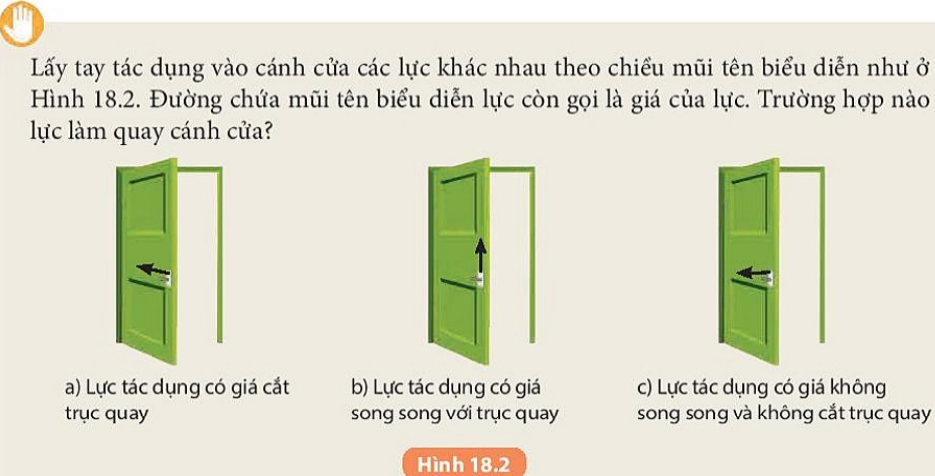 Lấy tay tác dụng vào cánh cửa các lực khác nhau theo chiều mũi tên biểu diễn như ở
Hình 18.2. Đường chứa mũi tên biểu diễn lực còn gọi là giá của lực. Trường hợp nào
lực làm quay cánh cửa?
a) Lực tác dụng có giá cắt
trục quay
b) Lực tác dụng có giá
song song với trục quay
c) Lực tác dụng có giá không
song song và không cắt trục quay
Hình 18.2